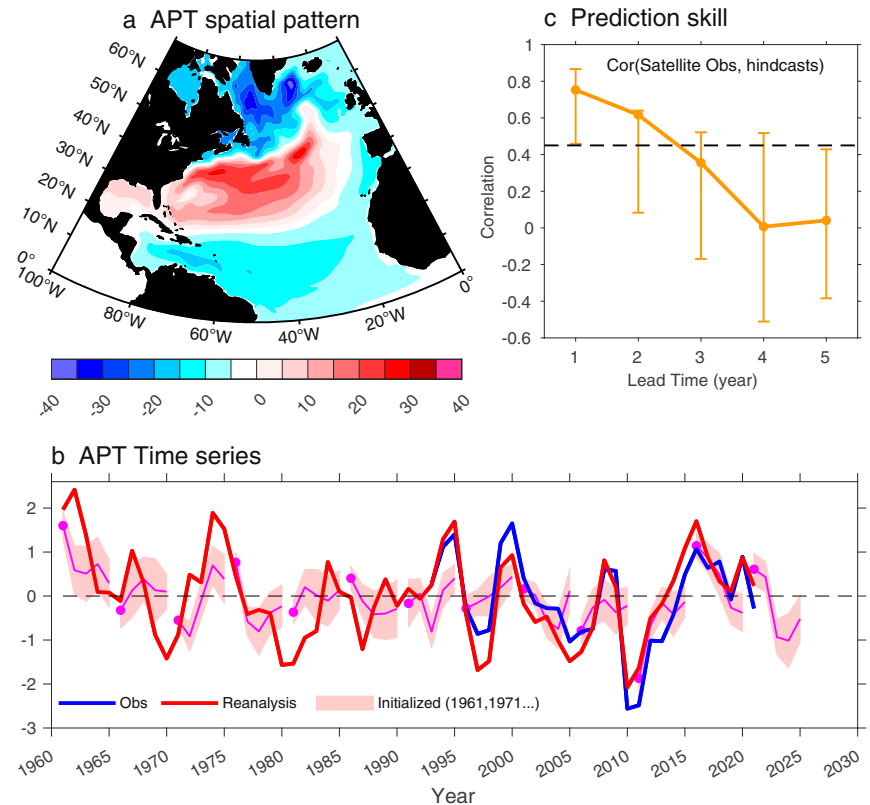 a APT spatial pattern
60°N
50°N
40°N
30°N
20°N
10°N
0°
100°W
80°W
60°W
40°W
20°W
0°
-40 -30 -20 -10 0 10 20 30 40
c Prediction skill
Cor(Satellite Obs, hindcasts)
1
0.8
0.6
0.4
0.2
0
-0.2
-0.4
-0.6
Correlation
1 2 3 4 5
Lead Time (year)
b APT Time series
2
1
0
-1
-2
-3
Obs Reanalysis Initialized (1961,1971...)
1960 1965 1970 1975 1980 1985 1990 1995 2000 2005 2010 2015 2020 2025 2030
Year